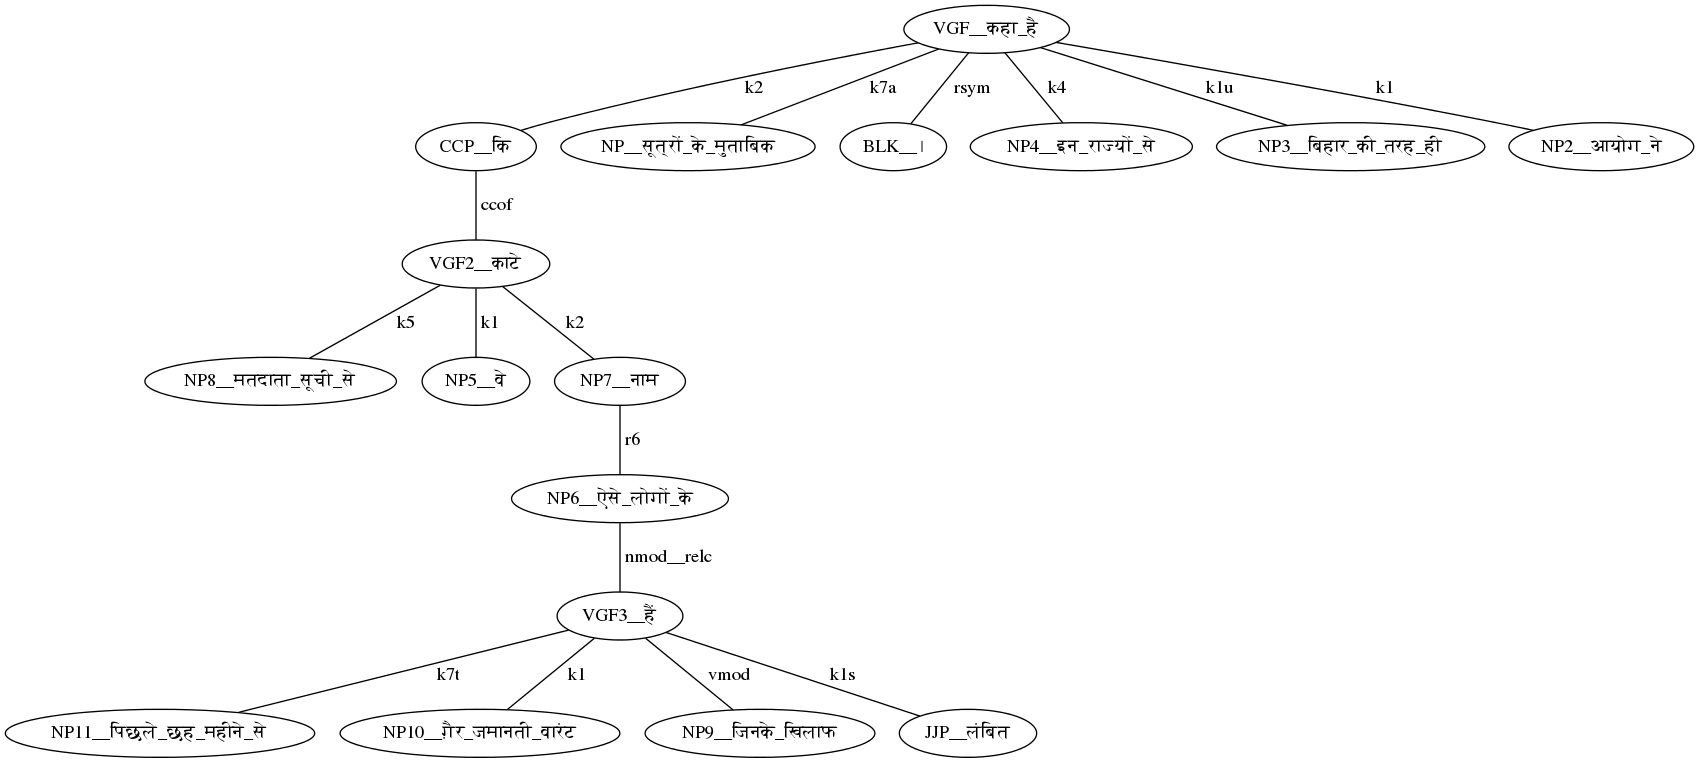 VGF__कहा_है
k2 k7a rsym k4 k1u k1
CCP__कि NP__सूत्रों_के_मुताबिक BLK__। NP4__इन_राज्यों_से NP3__बिहार_की_तरह_ही NP2__आयोग_ने
ccof
VGF2__काटे
k5 k1 k2
NP8__मतदाता_सूची_से NP5__वे NP7__नाम
r6
NP6__ऐसे_लोगों_के
nmod__relc
VGF3__हैं
k7t k1 vmod k1s
NP11__पिछले_छह_महीने_से NP10__ग़ैर_जमानती_वारंट NP9__जिनके_खिलाफ JJP__लंबित